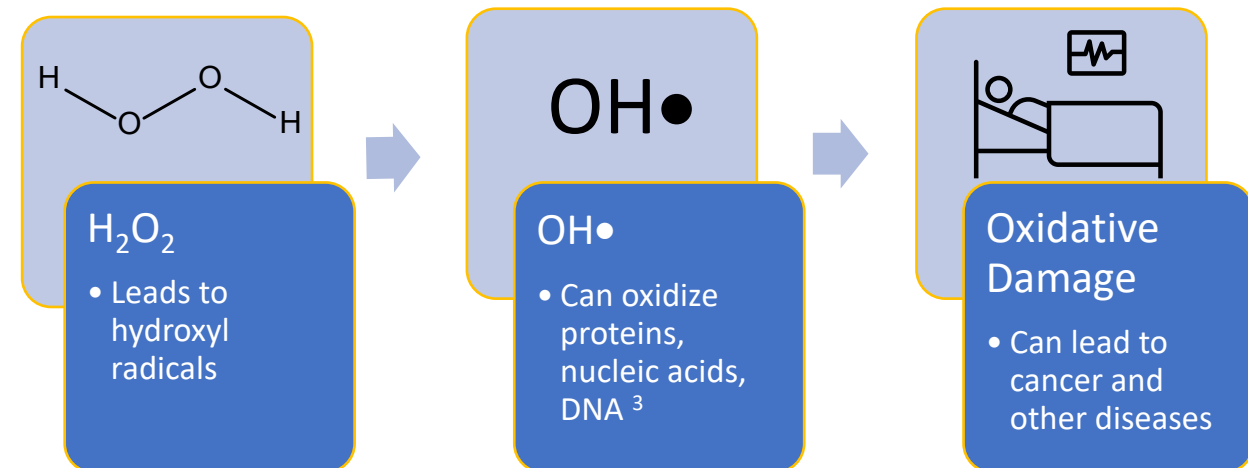 H
O
O
H
H₂O₂
• Leads to
hydroxyl
radicals
OH●
OH●
• Can oxidize
proteins,
nucleic acids,
DNA ³
Oxidative
Damage
• Can lead to
cancer and
other diseases